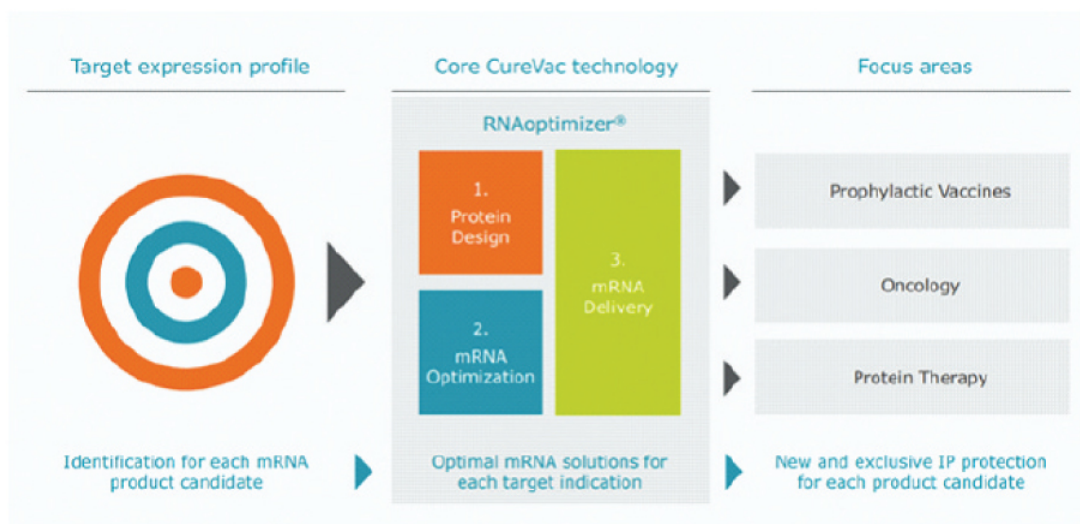 Target expression profile
Core CureVac technology
Focus areas
RNAoptimizer®
1.
Protein
Design
2.
mRNA
Optimization
3.
mRNA
Delivery
Prophylactic Vaccines
Oncology
Protein Therapy
Identification for each mRNA
product candidate
Optimal mRNA solutions for
each target indication
New and exclusive IP protection
for each product candidate